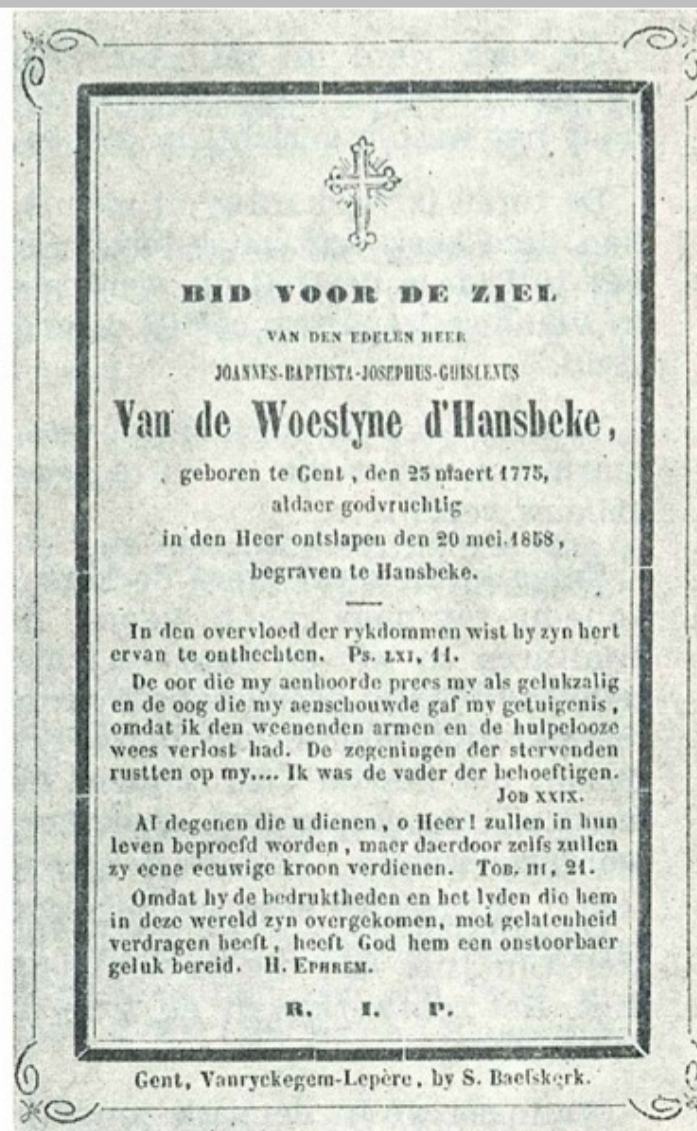 BID VOOR DE ZIEL
VAN DEN EDELEN HEER
JOANNES-BAPTISTA-JOSEPHUS-GHISLENUS
Van de Woestyne d'Hansbeke,
geboren te Gent, den 25 maert 1775,
aldaer godvruchtig
in den Heer ontslapen den 20 mei 1858,
begraven te Hansbeke.
In den overvloed der rykdommen wist hy zyn hert
ervan te onthechten. Ps. LXI, 11.
De oor die my aenhoorde prees my als gelukzalig
en de oog die my aenschouwde gaf my getuigenis,
omdat ik den weenenden armen en de hulpelooze
wees verlost had. De zegeningen der stervenden
rustten op my.... Ik was de vader der behoeftigen.
JOB XXIX.
Al degenen die u dienen, o Heer! zullen in hun
leven beproefd worden, maer daerdoor zelfs zullen
zy eene eeuwige kroon verdienen. TOB. III, 21.
Omdat hy de bedruktheden en het lyden die hem
in deze wereld zyn overgekomen, met gelatenheid
verdragen heeft, heeft God hem een onstoorbaer
geluk bereid. H. EPHREM.
R. I. P.
Gent, Vanryckegem-Lepère, by S. Baefskerk.